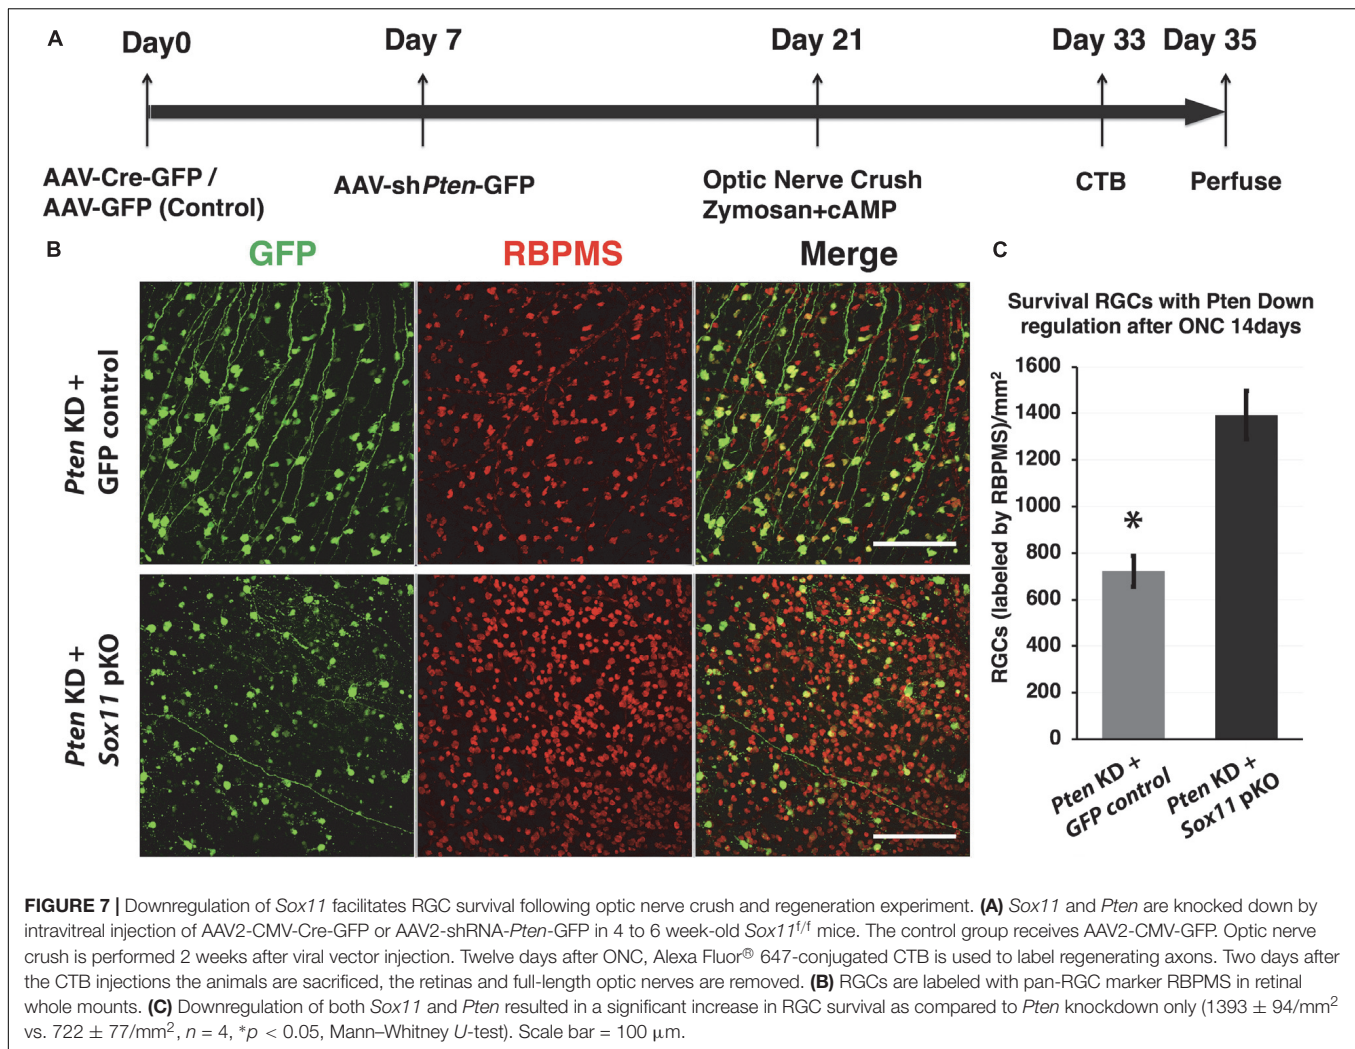 A
Day0
Day 7
Day 21
Day 33
Day 35
AAV-Cre-GFP /
AAV-GFP (Control)
AAV-shPten-GFP
Optic Nerve Crush
Zymosan+cAMP
CTB
Perfuse
B
GFP
RBPMS
Merge
Pten KD +
GFP control
Pten KD +
Sox11 pKO
C
Survival RGCs with Pten Down
regulation after ONC 14days
RGCs (labeled by RBPMS)/mm²
1600
1400
1200
1000
800
600
400
200
0
*
Pten KD +
GFP control
Pten KD +
Sox11 pKO
FIGURE 7 | Downregulation of Sox11 facilitates RGC survival following optic nerve crush and regeneration experiment. (A) Sox11 and Pten are knocked down by
intravitreal injection of AAV2-CMV-Cre-GFP or AAV2-shRNA-Pten-GFP in 4 to 6 week-old Sox11f/f mice. The control group receives AAV2-CMV-GFP. Optic nerve
crush is performed 2 weeks after viral vector injection. Twelve days after ONC, Alexa Fluor® 647-conjugated CTB is used to label regenerating axons. Two days after
the CTB injections the animals are sacrificed, the retinas and full-length optic nerves are removed. (B) RGCs are labeled with pan-RGC marker RBPMS in retinal
whole mounts. (C) Downregulation of both Sox11 and Pten resulted in a significant increase in RGC survival as compared to Pten knockdown only (1393 ± 94/mm²
vs. 722 ± 77/mm², n = 4, *p < 0.05, Mann–Whitney U-test). Scale bar = 100 μm.